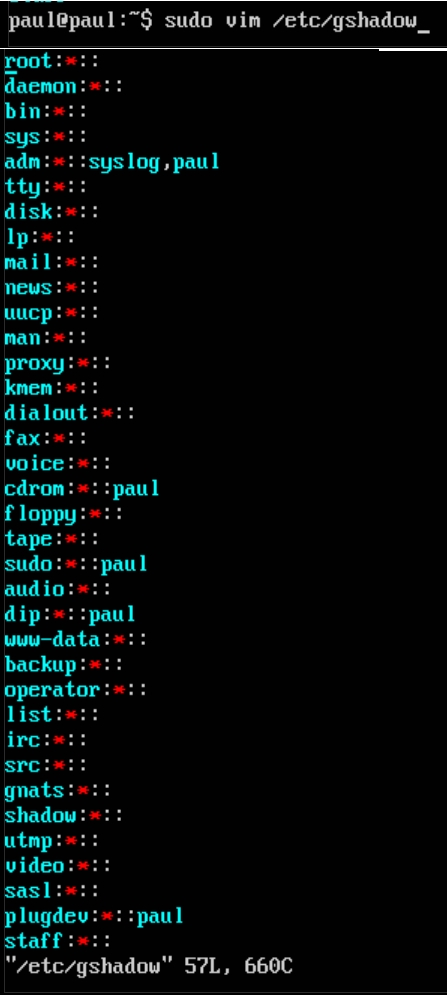 paul@paul:~$ sudo vim /etc/gshadow_
root:*::
daemon:*::
bin:*::
sys:*::
adm:*::syslog,paul
tty:*::
disk:*::
lp:*::
mail:*::
news:*::
uucp:*::
man:*::
proxy:*::
kmem:*::
dialout:*::
fax:*::
voice:*::
cdrom:*::paul
floppy:*::
tape:*::
sudo:*::paul
audio:*::
dip:*::paul
www-data:*::
backup:*::
operator:*::
list:*::
irc:*::
src:*::
gnats:*::
shadow:*::
utmp:*::
video:*::
sasl:*::
plugdev:*::paul
staff:*::
"/etc/gshadow" 57L, 660C